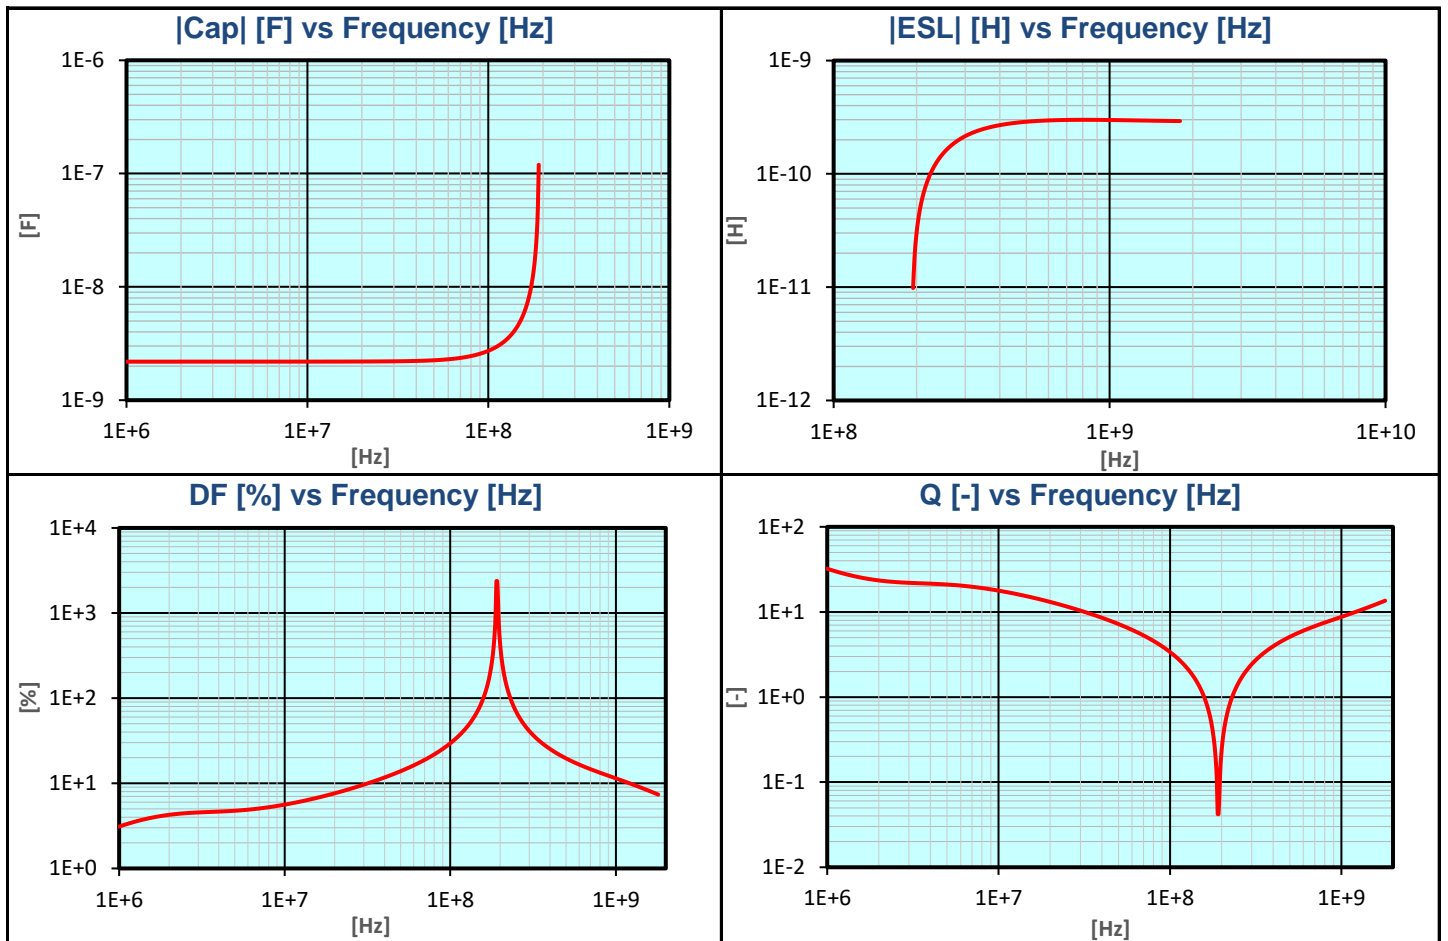 |Cap| [F] vs Frequency [Hz]
1E-6
1E-7
1E-8
1E-9
[F]
1E+6 1E+7 1E+8 1E+9
[Hz]
|ESL| [H] vs Frequency [Hz]
1E-9
1E-10
1E-11
1E-12
[H]
1E+8 1E+9 1E+10
[Hz]
DF [%] vs Frequency [Hz]
1E+4
1E+3
1E+2
1E+1
1E+0
[%]
1E+6 1E+7 1E+8 1E+9
[Hz]
Q [-] vs Frequency [Hz]
1E+2
1E+1
1E+0
1E-1
1E-2
[-]
1E+6 1E+7 1E+8 1E+9
[Hz]